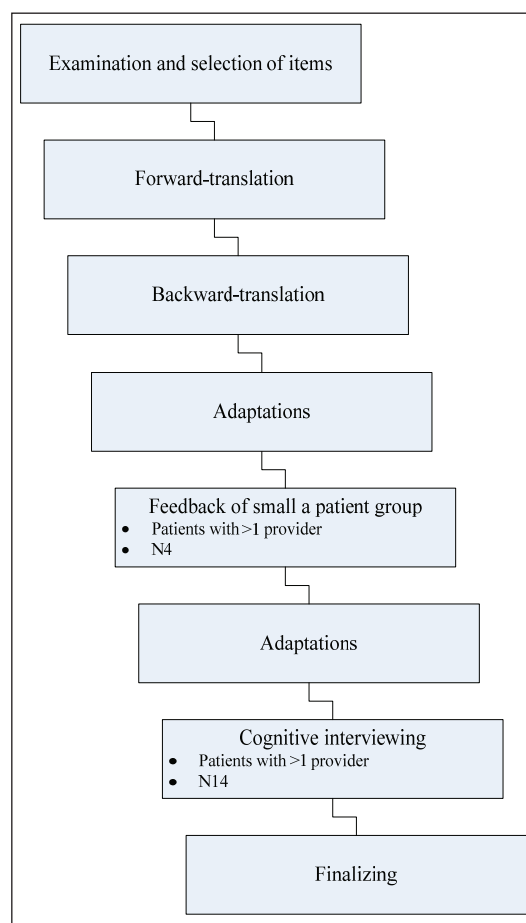 Examination and selection of items
Forward-translation
Backward-translation
Adaptations
Feedback of small a patient group
• Patients with >1 provider
• N4
Adaptations
Cognitive interviewing
• Patients with >1 provider
• N14
Finalizing